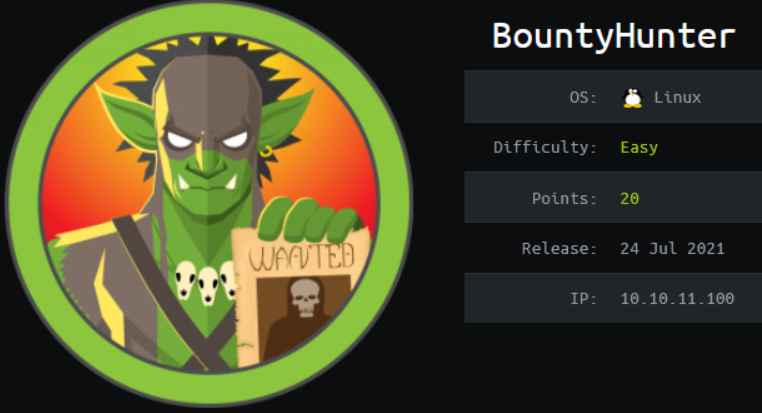 BountyHunter
OS: Linux
Difficulty: Easy
Points: 20
Release: 24 Jul 2021
IP: 10.10.11.100
WANTED